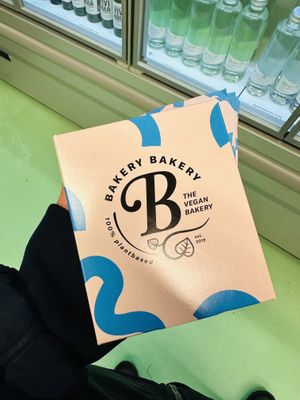 BAKERY BAKERY
B
THE
VEGAN
BAKERY
100% plantbased
est.
2019